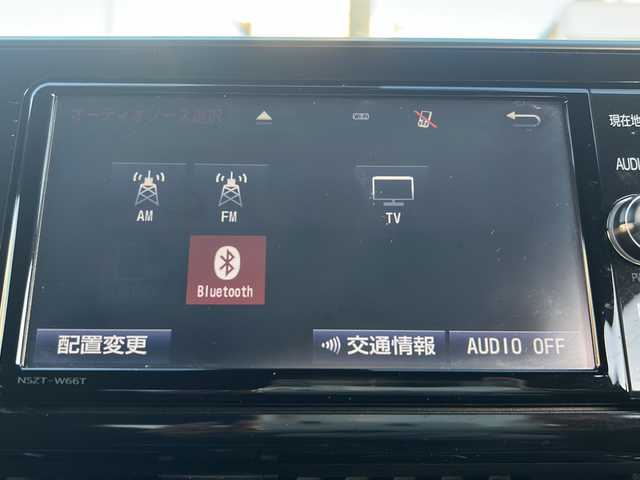 オーディオソース選択
現在地
AUDI
AM
FM
TV
Bluetooth
配置変更
交通情報
AUDIO OFF
NSZT-W66T